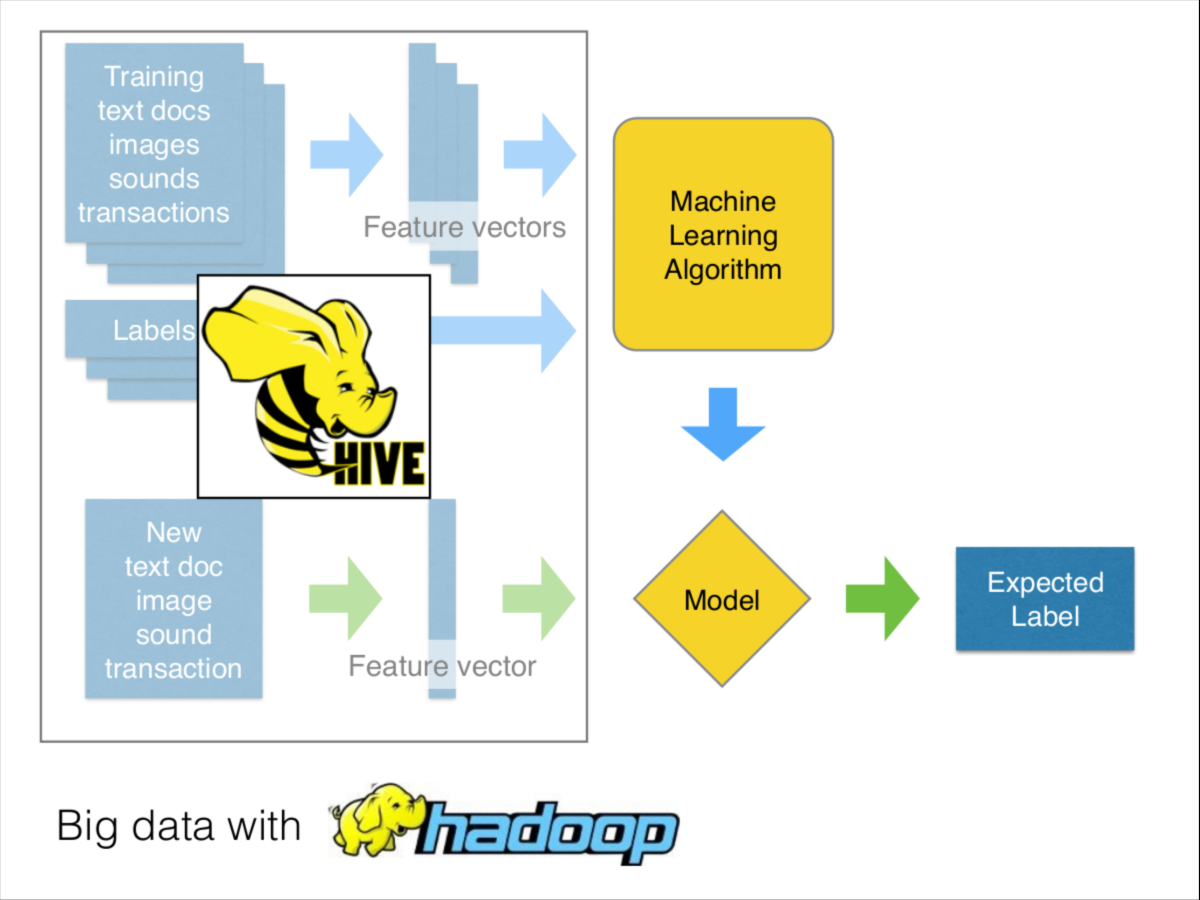 Training
text docs
images
sounds
transactions
Feature vectors
Machine
Learning
Algorithm
Labels
HIVE
New
text doc
image
sound
transaction
Feature vector
Model
Expected
Label
Big data with hadoop